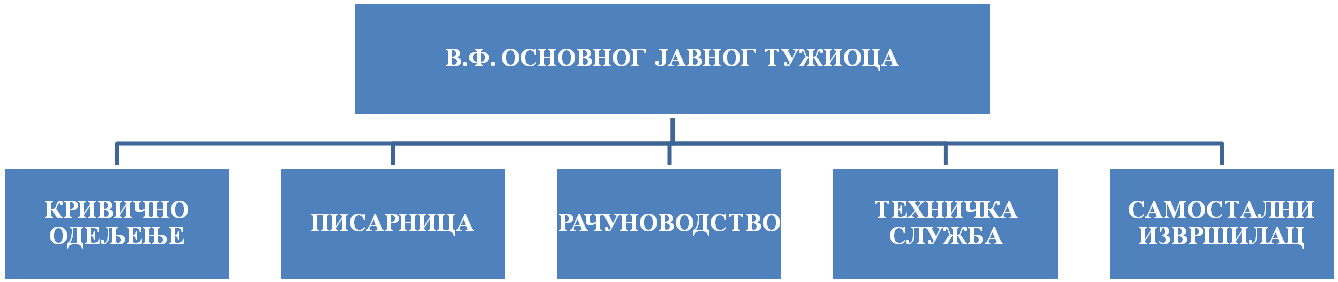 В.Ф. ОСНОВНОГ ЈАВНОГ ТУЖИОЦА
КРИВИЧНО
ОДЕЉЕЊЕ
ПИСАРНИЦА
РАЧУНОВОДСТВО
ТЕХНИЧКА
СЛУЖБА
САМОСТАЛНИ
ИЗВРШИЛАЦ